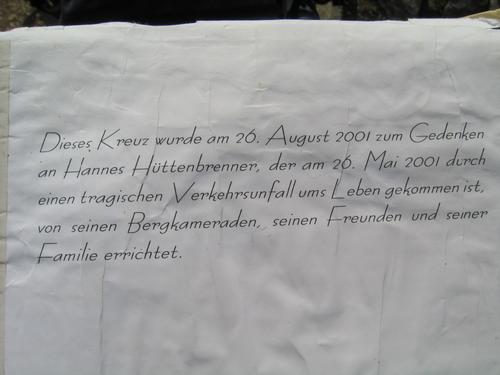 Dieses Kreuz wurde am 26. August 2001 zum Gedenken
an Hannes Hüttenbrenner, der am 26. Mai 2001 durch
einen tragischen Verkehrsunfall ums Leben gekommen ist,
von seinen Bergkameraden, seinen Freunden und seiner
Familie errichtet.